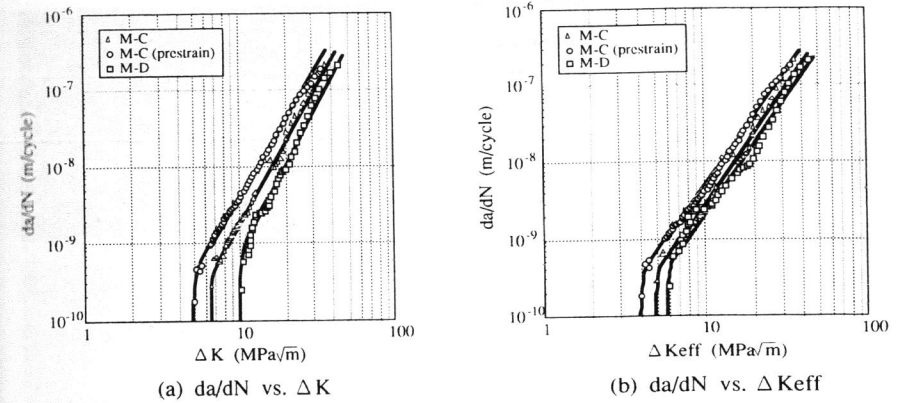 10-6
10-7
10-8
10-9
10-10
da/dN (m/cycle)
M-C
M-C (prestrain)
M-D
1
10
100
ΔK (MPa√m)
(a) da/dN vs. ΔK
10-6
10-7
10-8
10-9
10-10
da/dN (m/cycle)
M-C
M-C (prestrain)
M-D
1
10
100
ΔKeff (MPa√m)
(b) da/dN vs. ΔKeff